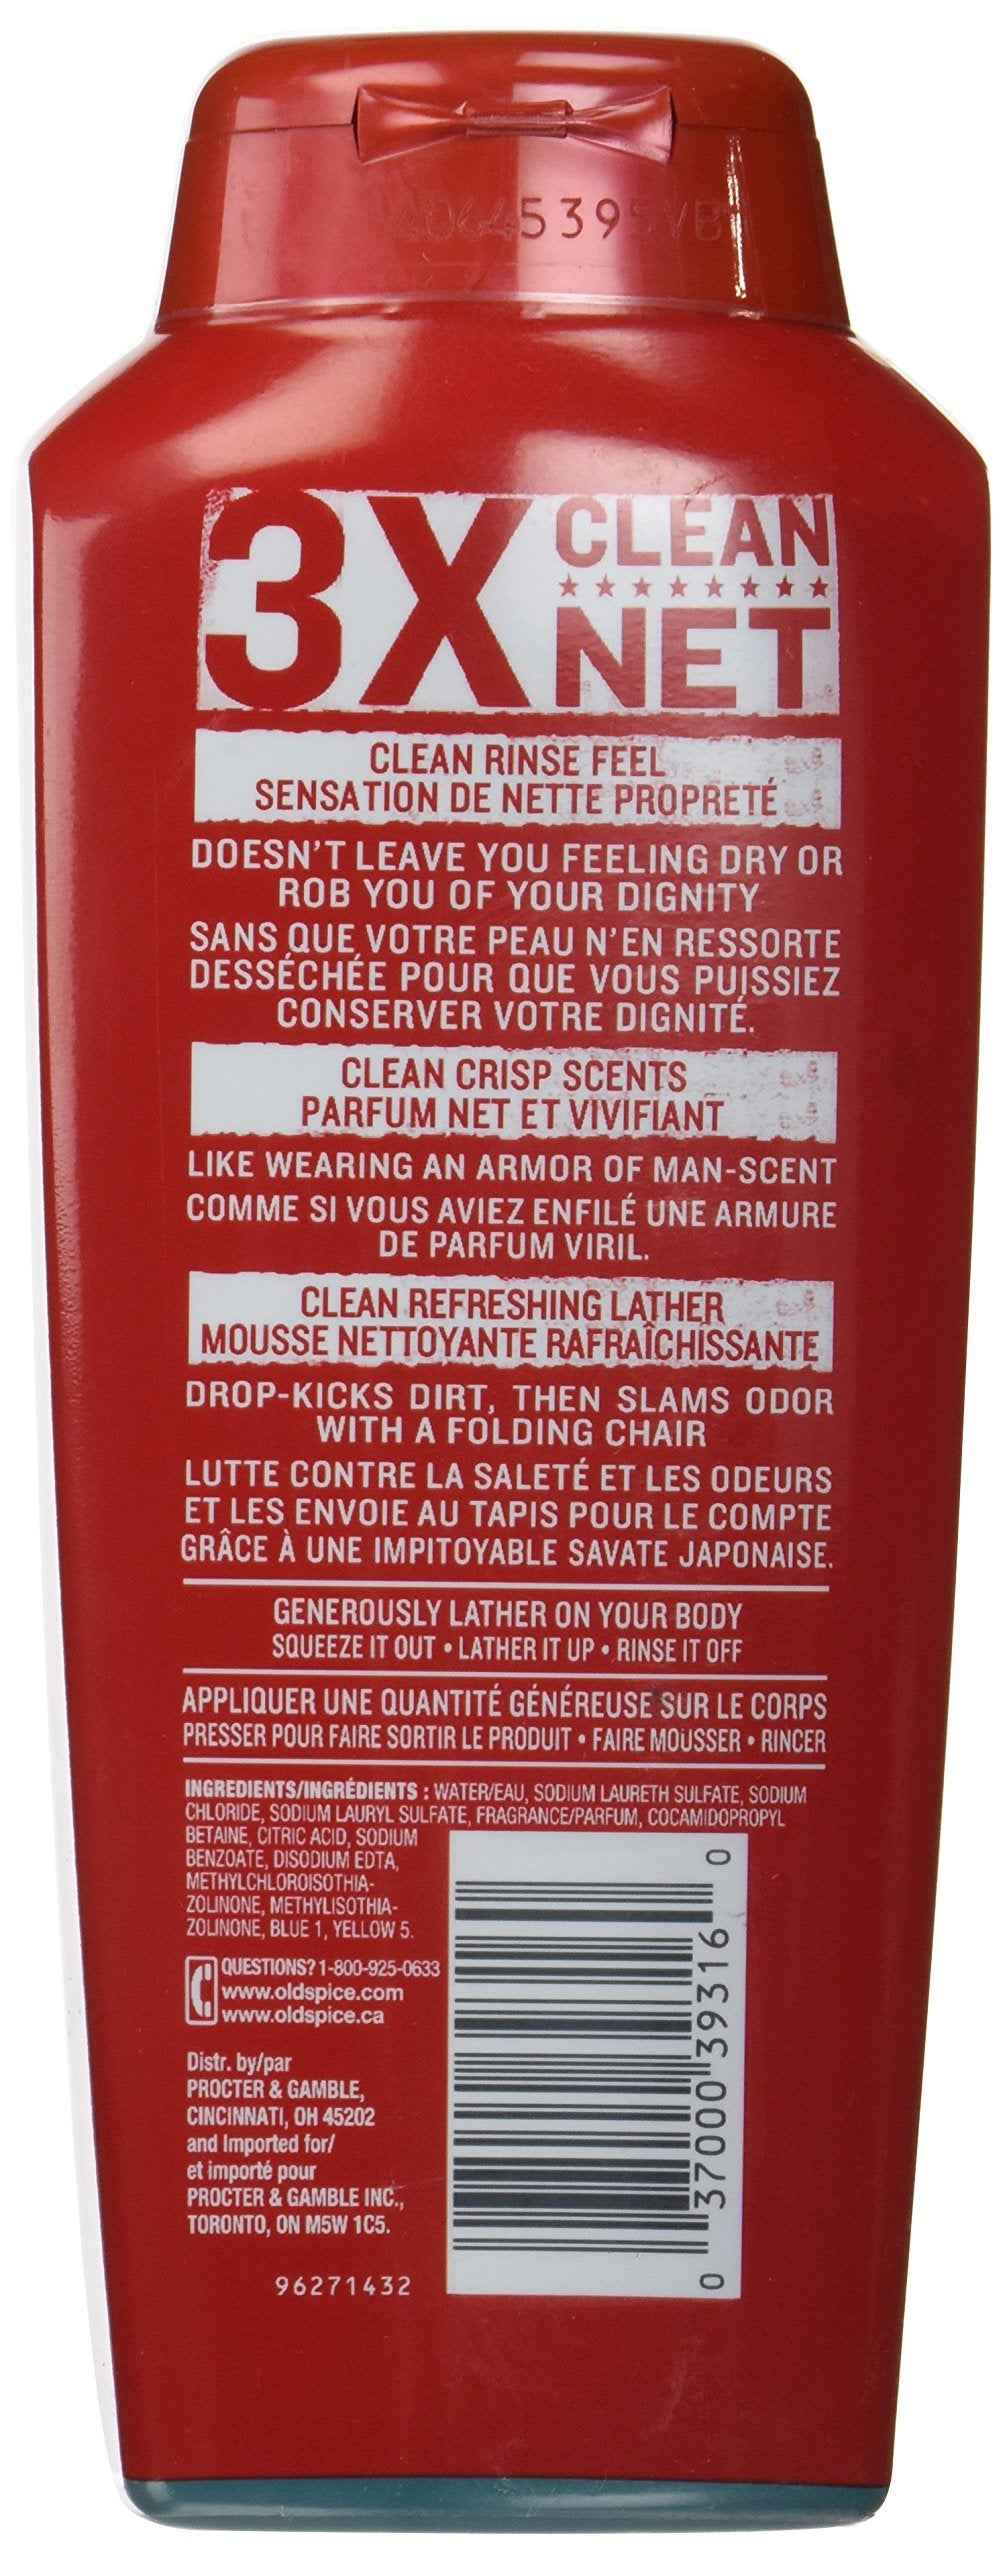 5395VB
3X CLEAN
NET
CLEAN RINSE FEEL
SENSATION DE NETTE PROPRETÉ
DOESN'T LEAVE YOU FEELING DRY OR
ROB YOU OF YOUR DIGNITY
SANS QUE VOTRE PEAU N'EN RESSORTE
DESSÉCHÉE POUR QUE VOUS PUISSIEZ
CONSERVER VOTRE DIGNITÉ.
CLEAN CRISP SCENTS
PARFUM NET ET VIVIFIANT
LIKE WEARING AN ARMOR OF MAN-SCENT
COMME SI VOUS AVIEZ ENFILÉ UNE ARMURE
DE PARFUM VIRIL.
CLEAN REFRESHING LATHER
MOUSSE NETTOYANTE RAFRAÎCHISSANTE
DROP-KICKS DIRT, THEN SLAMS ODOR
WITH A FOLDING CHAIR
LUTTE CONTRE LA SALETÉ ET LES ODEURS
ET LES ENVOIE AU TAPIS POUR LE COMPTE
GRÂCE À UNE IMPITOYABLE SAVATE JAPONAISE.
GENEROUSLY LATHER ON YOUR BODY
SQUEEZE IT OUT • LATHER IT UP • RINSE IT OFF
APPLIQUER UNE QUANTITÉ GÉNÉREUSE SUR LE CORPS
PRESSER POUR FAIRE SORTIR LE PRODUIT • FAIRE MOUSSER • RINCER
INGREDIENTS/INGRÉDIENTS : WATER/EAU, SODIUM LAURETH SULFATE, SODIUM
CHLORIDE, SODIUM LAURYL SULFATE, FRAGRANCE/PARFUM, COCAMIDOPROPYL
BETAINE, CITRIC ACID, SODIUM
BENZOATE, DISODIUM EDTA,
METHYLCHLOROISOTHIA-
ZOLINONE, METHYLISOTHIA-
ZOLINONE, BLUE 1, YELLOW 5.
QUESTIONS? 1-800-925-0633
www.oldspice.com
www.oldspice.ca
Distr. by/par
PROCTER & GAMBLE,
CINCINNATI, OH 45202
and Imported for/
et importé pour
PROCTER & GAMBLE INC.,
TORONTO, ON M5W 1C5.
96271432
0 37000 39316 0